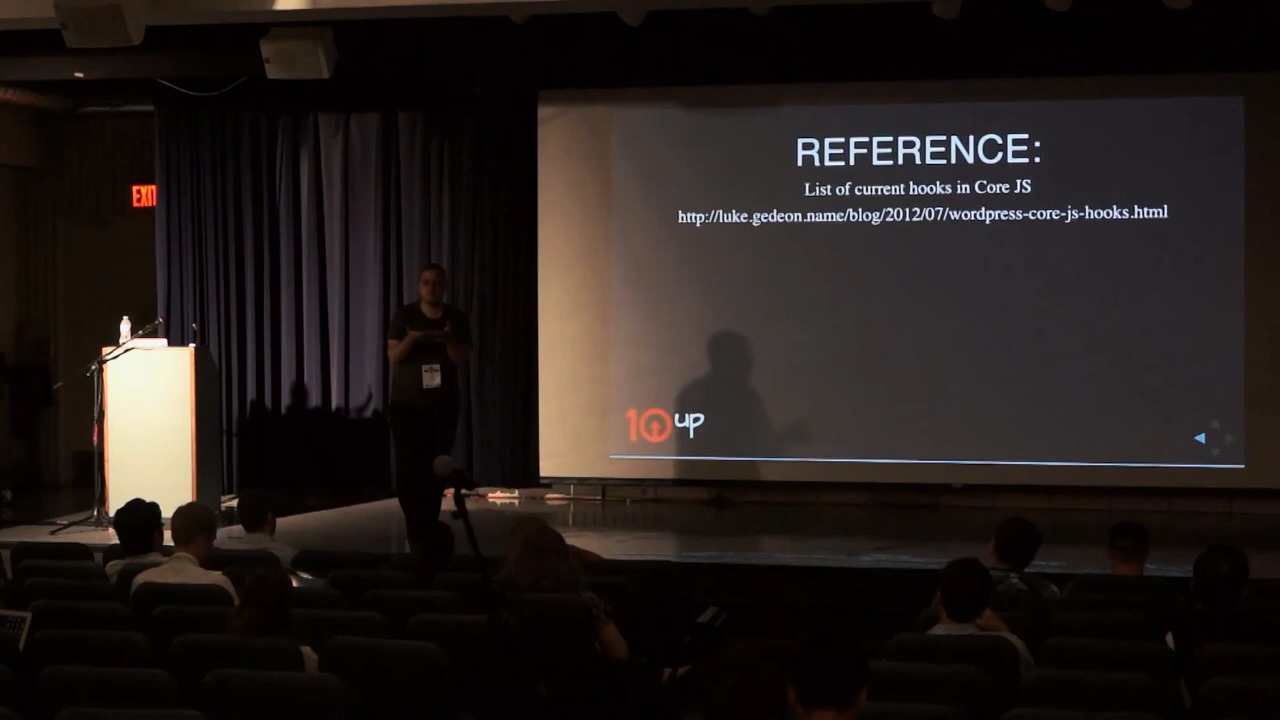 REFERENCE:
List of current hooks in Core JS
http://luke.gedeon.name/blog/2012/07/wordpress-core-js-hooks.html
EXIT
10up